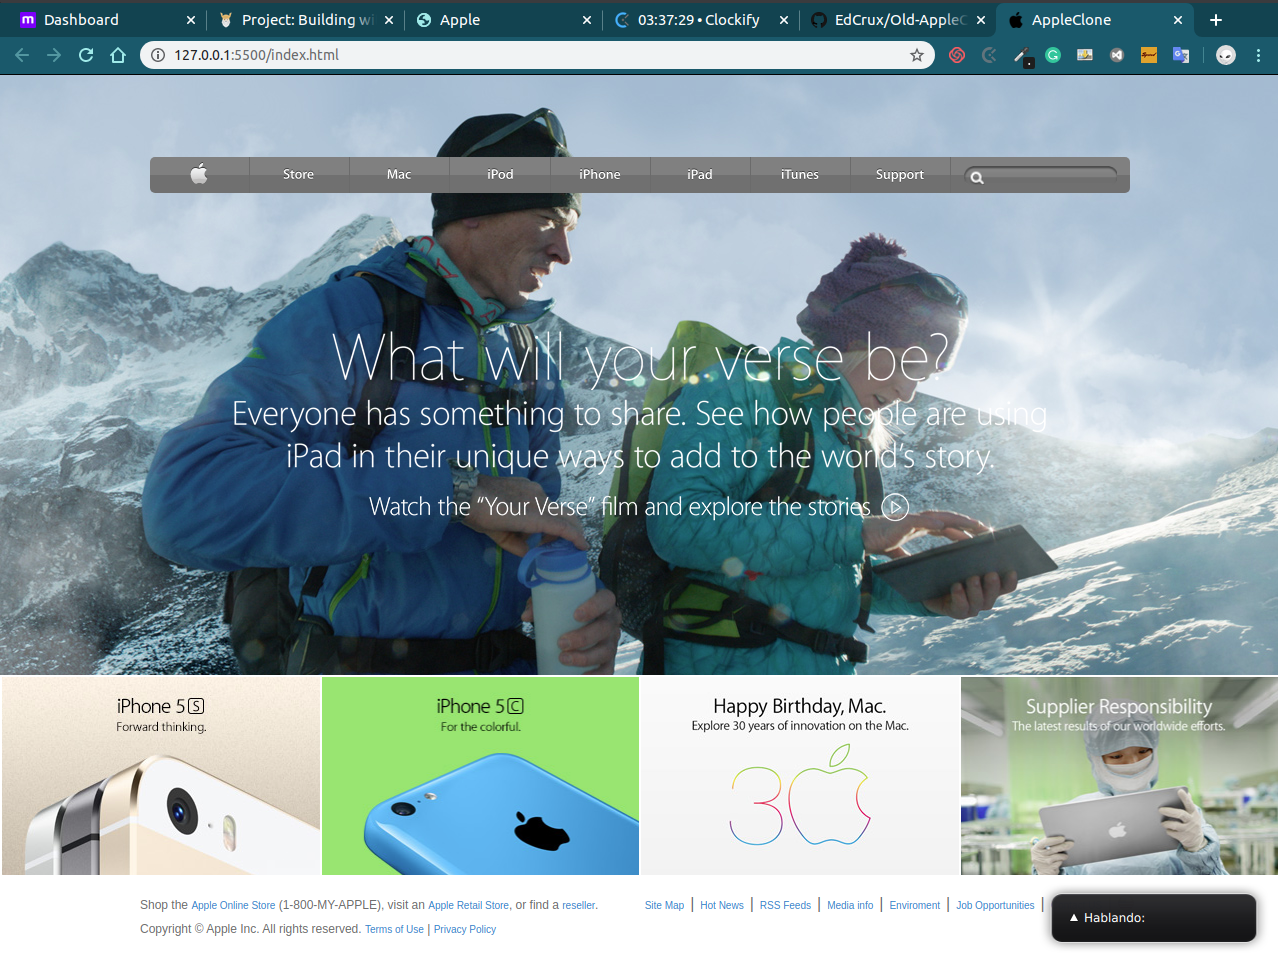 Dashboard
Project: Building wi
Apple
03:37:29 • Clockify
EdCrux/Old-AppleC
AppleClone
127.0.0.1:5500/index.html
Store
Mac
iPod
iPhone
iPad
iTunes
Support
What will your verse be?
Everyone has something to share. See how people are using
iPad in their unique ways to add to the world's story.
Watch the “Your Verse” film and explore the stories
iPhone 5S
Forward thinking.
iPhone 5C
For the colorful.
Happy Birthday, Mac.
Explore 30 years of innovation on the Mac.
30
Supplier Responsibility
The latest results of our worldwide efforts.
Shop the Apple Online Store (1-800-MY-APPLE), visit an Apple Retail Store, or find a reseller.
Site Map | Hot News | RSS Feeds | Media info | Enviroment | Job Opportunities |
Copyright © Apple Inc. All rights reserved. Terms of Use | Privacy Policy
▲ Hablando: